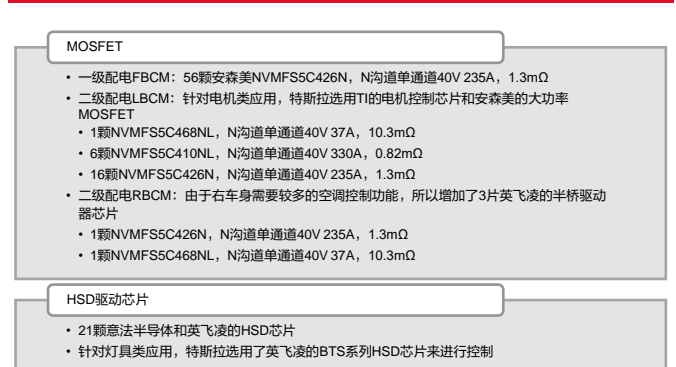 MOSFET
• 一级配电FBCM：56颗安森美NVMFS5C426N，N沟道单通道40V 235A，1.3mΩ
• 二级配电LBCM：针对电机类应用，特斯拉选用TI的电机控制芯片和安森美的大功率
MOSFET
• 1颗NVMFS5C468NL，N沟道单通道40V 37A，10.3mΩ
• 6颗NVMFS5C410NL，N沟道单通道40V 330A，0.82mΩ
• 16颗NVMFS5C426N，N沟道单通道40V 235A，1.3mΩ
• 二级配电RBCM：由于右车身需要较多的空调控制功能，所以增加了3片英飞凌的半桥驱动
器芯片
• 1颗NVMFS5C426N，N沟道单通道40V 235A，1.3mΩ
• 1颗NVMFS5C468NL，N沟道单通道40V 37A，10.3mΩ
HSD驱动芯片
• 21颗意法半导体和英飞凌的HSD芯片
• 针对灯具类应用，特斯拉选用了英飞凌的BTS系列HSD芯片来进行控制